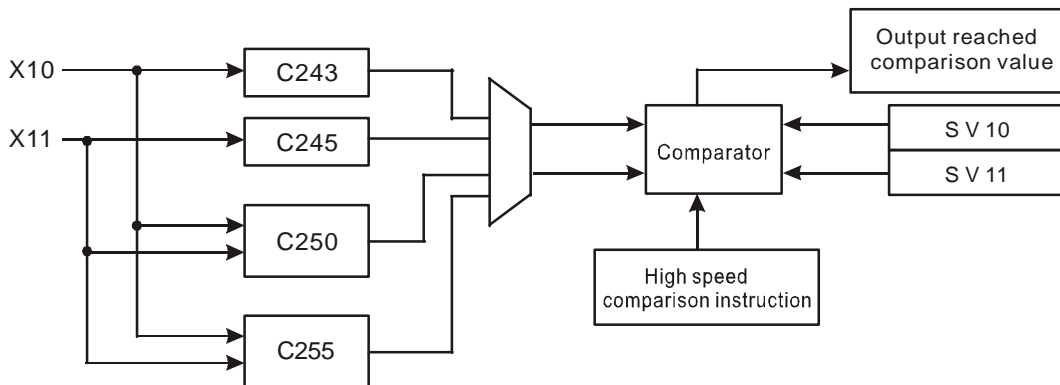 X10
X11
C243
C245
C250
C255
Comparator
Output reached
comparison value
S V 10
S V 11
High speed
comparison instruction